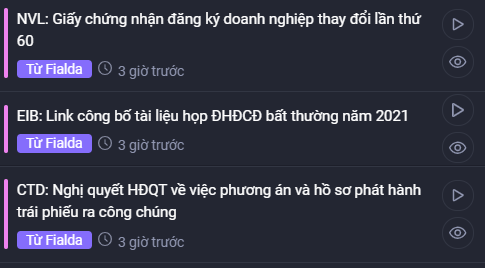 NVL: Giấy chứng nhận đăng ký doanh nghiệp thay đổi lần thứ
60
Từ Fialda 3 giờ trước
EIB: Link công bố tài liệu họp ĐHĐCĐ bất thường năm 2021
Từ Fialda 3 giờ trước
CTD: Nghị quyết HĐQT về việc phương án và hồ sơ phát hành
trái phiếu ra công chúng
Từ Fialda 3 giờ trước